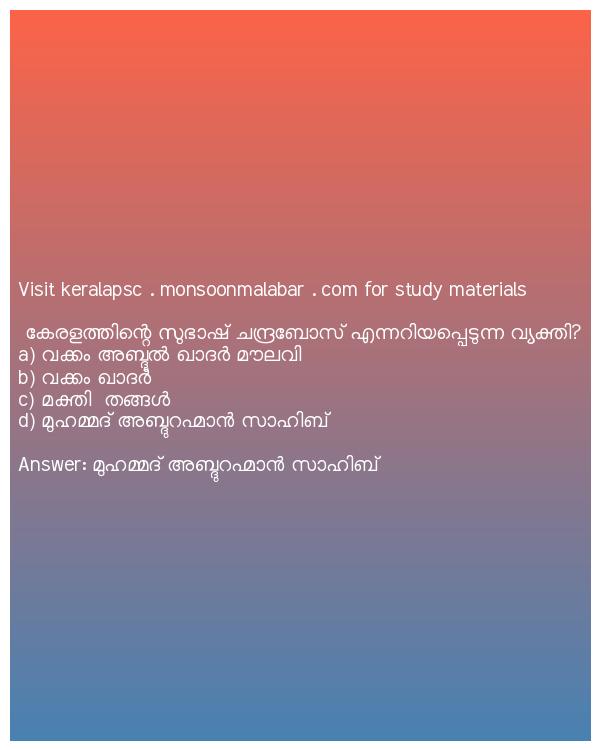 Visit keralapsc . monsoonmalabar . com for study materials
കേരളത്തിന്റെ സുഭാഷ് ചന്ദ്രബോസ് എന്നറിയപ്പെടുന്ന വ്യക്തി?
a) വക്കം അബ്ദുൽ ഖാദർ മൗലവി
b) വക്കം ഖാദർ
c) മക്തി തങ്ങൾ
d) മുഹമ്മദ് അബ്ദുറഹ്മാൻ സാഹിബ്
Answer: മുഹമ്മദ് അബ്ദുറഹ്മാൻ സാഹിബ്